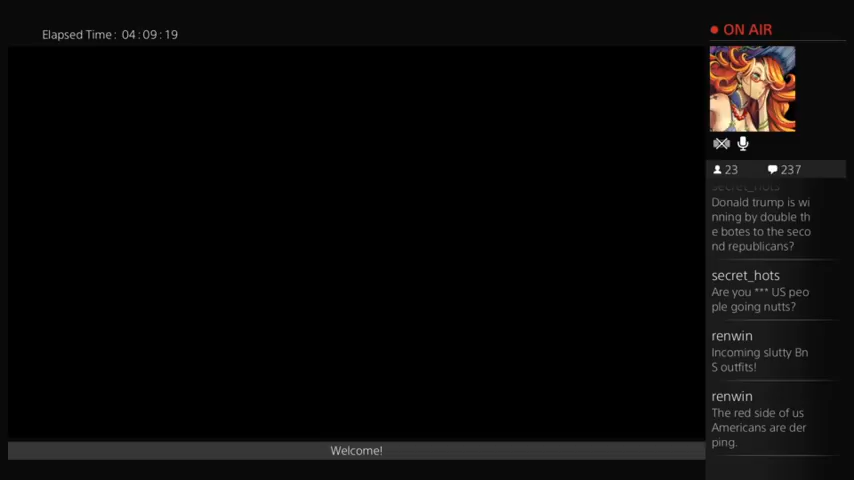 Elapsed Time: 04:09:19
ON AIR
23 237
secret_hots
Donald trump is wi
nning by double th
e botes to the seco
nd republicans?
secret_hots
Are you *** US peo
ple going nutts?
renwin
Incoming slutty Bn
S outfits!
renwin
The red side of us
Americans are der
ping.
Welcome!